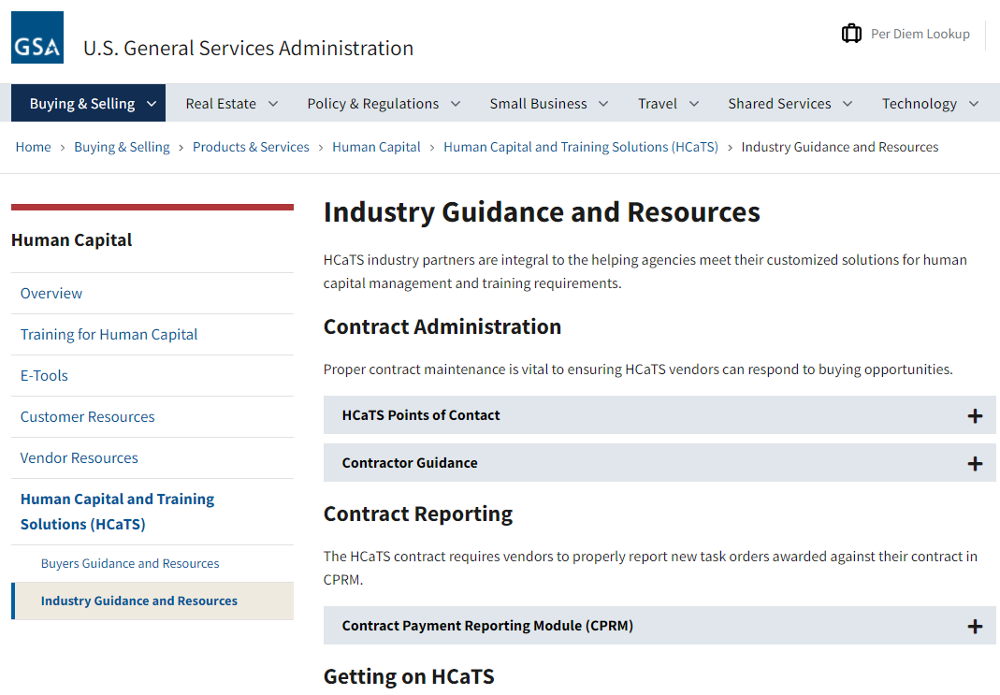 GSA
U.S. General Services Administration
Per Diem Lookup
Buying & Selling Real Estate Policy & Regulations Small Business Travel Shared Services Technology
Home > Buying & Selling > Products & Services > Human Capital > Human Capital and Training Solutions (HCaTS) > Industry Guidance and Resources
Human Capital
Overview
Training for Human Capital
E-Tools
Customer Resources
Vendor Resources
Human Capital and Training
Solutions (HCaTS)
Buyers Guidance and Resources
Industry Guidance and Resources
Industry Guidance and Resources
HCaTS industry partners are integral to the helping agencies meet their customized solutions for human
capital management and training requirements.
Contract Administration
Proper contract maintenance is vital to ensuring HCaTS vendors can respond to buying opportunities.
HCaTS Points of Contact
Contractor Guidance
Contract Reporting
The HCaTS contract requires vendors to properly report new task orders awarded against their contract in
CPRM.
Contract Payment Reporting Module (CPRM)
Getting on HCaTS